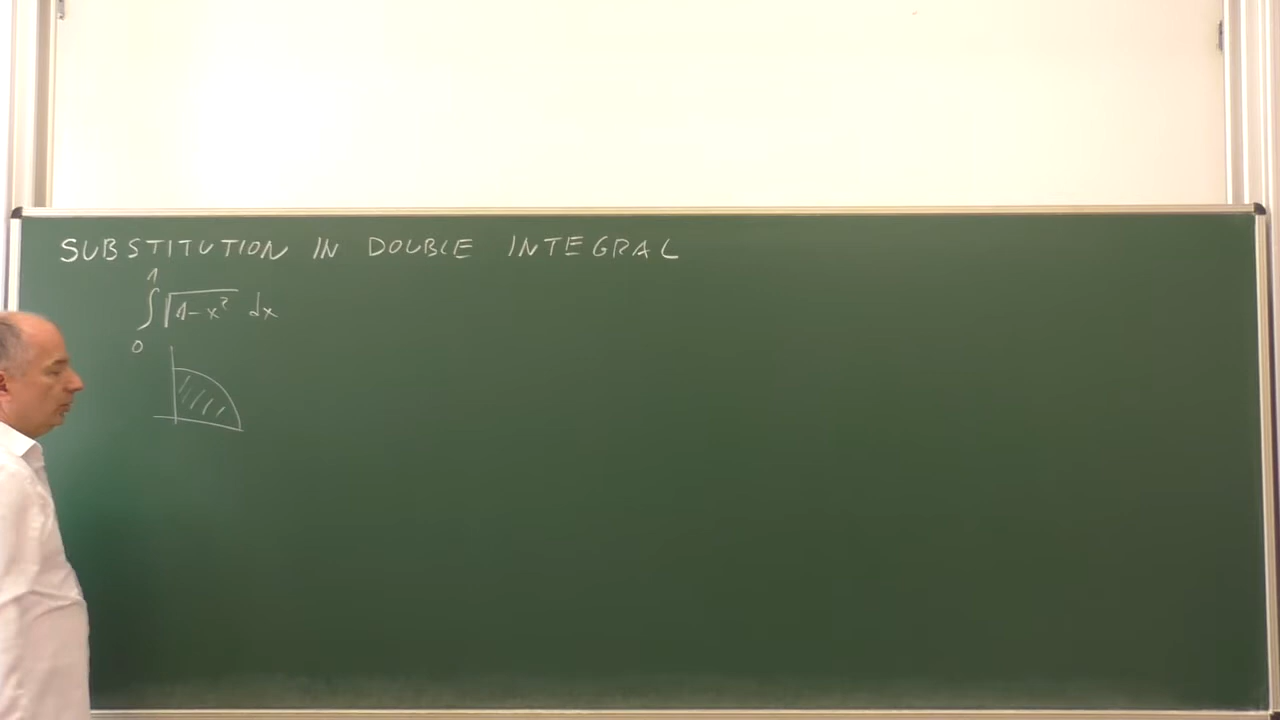 SUBSTITUTION IN DOUBLE INTEGRAL
1
∫ √1-x² dx
0